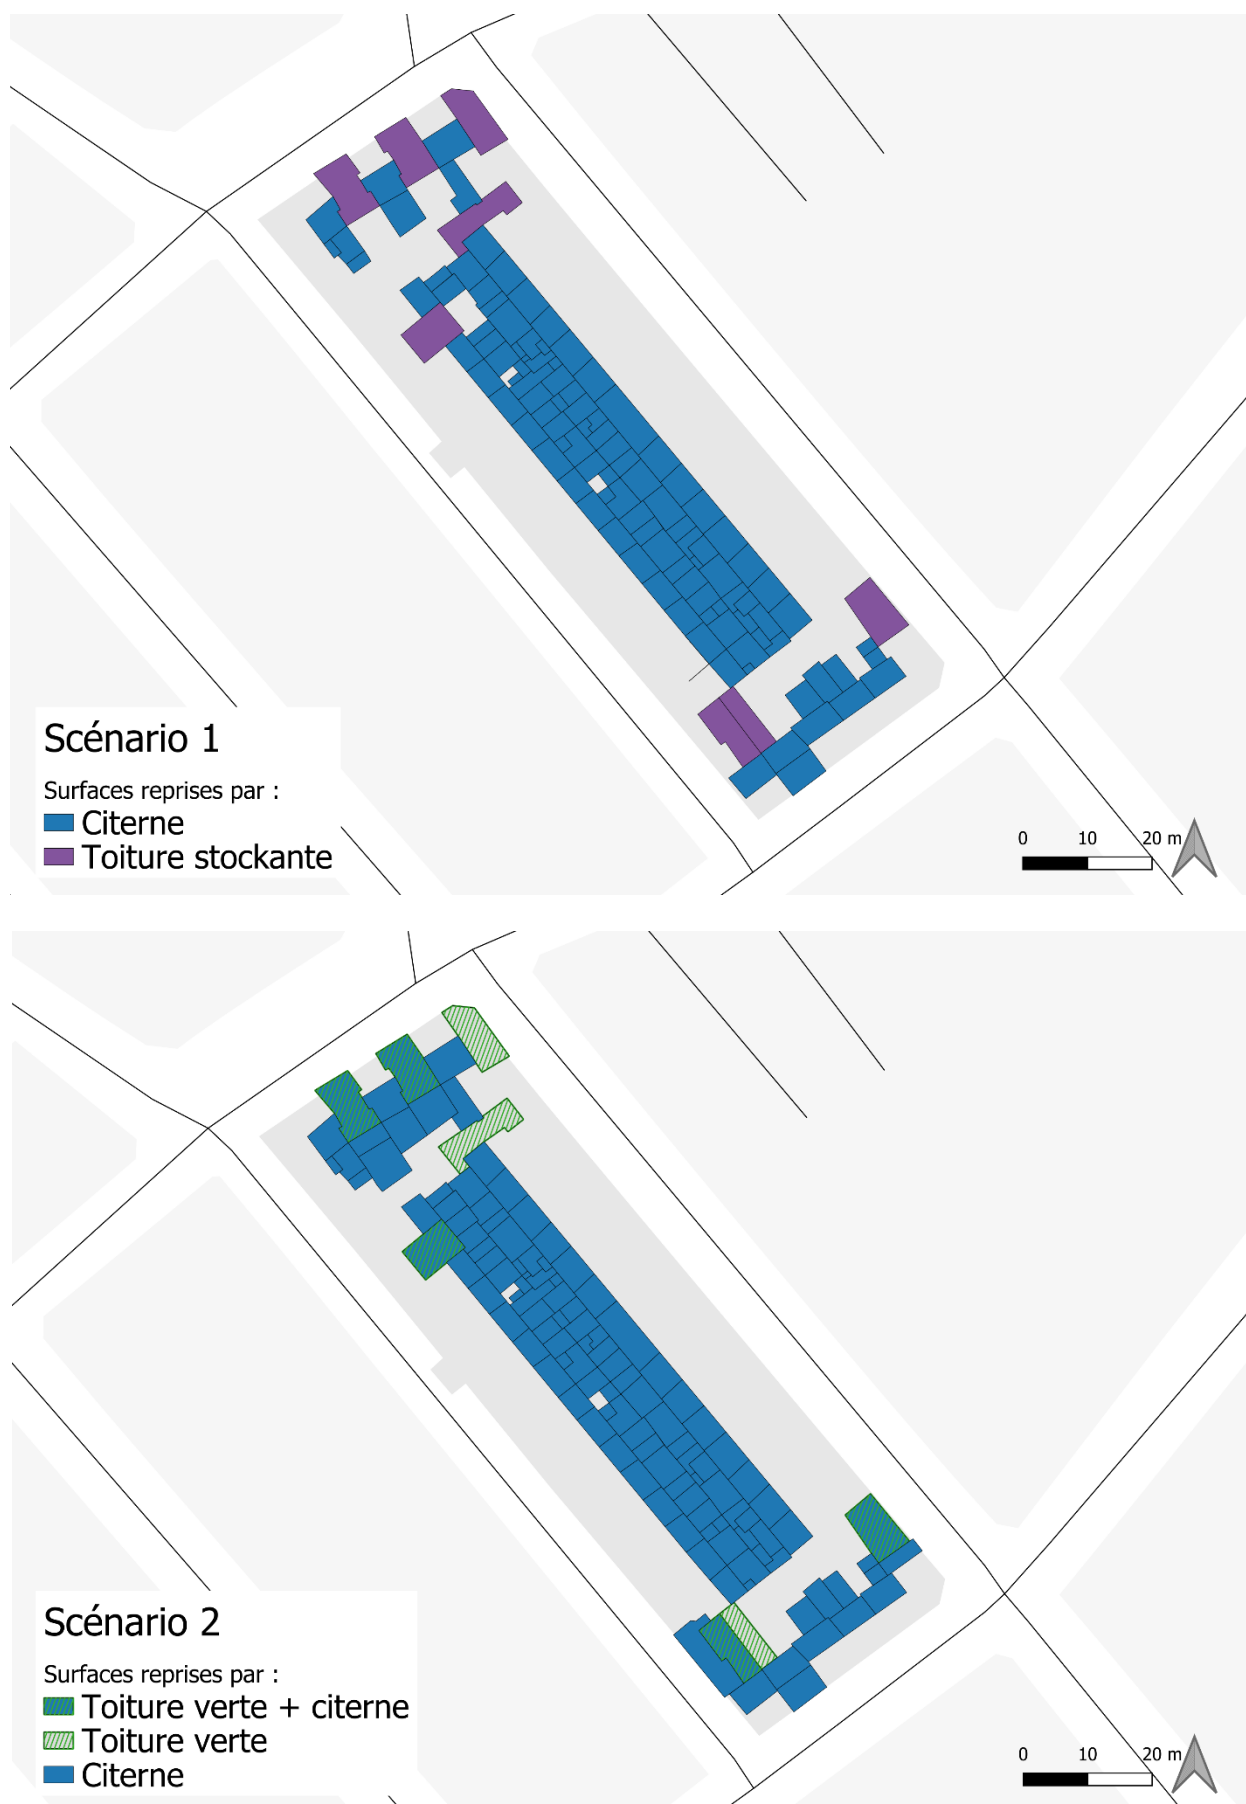 Scénario 1
Surfaces reprises par :
Citerne
Toiture stockante
0 10 20 m
Scénario 2
Surfaces reprises par :
Toiture verte + citerne
Toiture verte
Citerne
0 10 20 m